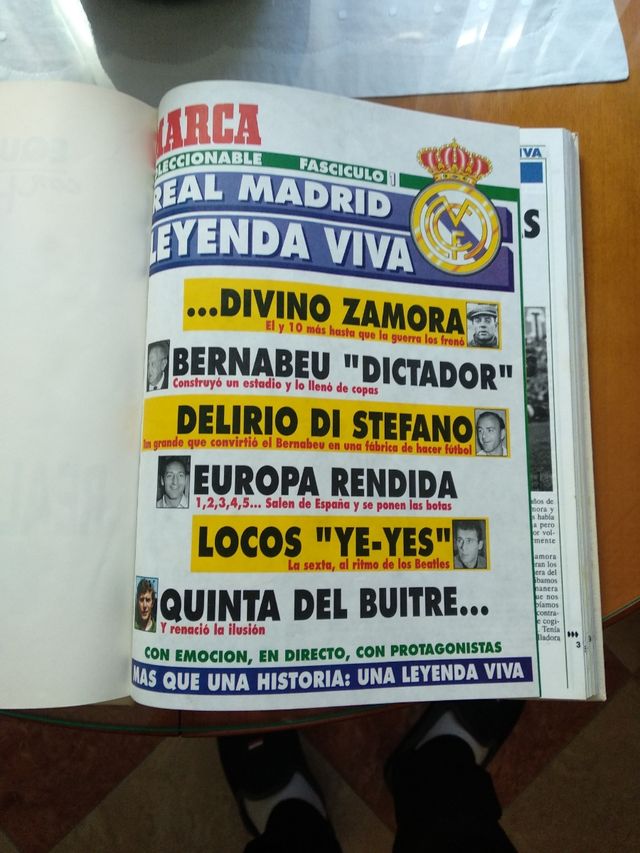 MARCA
COLECCIONABLE FASCICULO 1
REAL MADRID
LEYENDA VIVA
...DIVINO ZAMORA
El y 10 más hasta que la guerra los frenó
BERNABEU "DICTADOR"
Construyó un estadio y lo llenó de copas
DELIRIO DI STEFANO
Tan grande que convirtió el Bernabeu en una fábrica de hacer fútbol
EUROPA RENDIDA
1,2,3,4,5... Salen de España y se ponen las botas
LOCOS "YE-YES"
La sexta, al ritmo de los Beatles
QUINTA DEL BUITRE...
Y renació la ilusión
CON EMOCION, EN DIRECTO, CON PROTAGONISTAS
MAS QUE UNA HISTORIA: UNA LEYENDA VIVA
VIVA
S
3